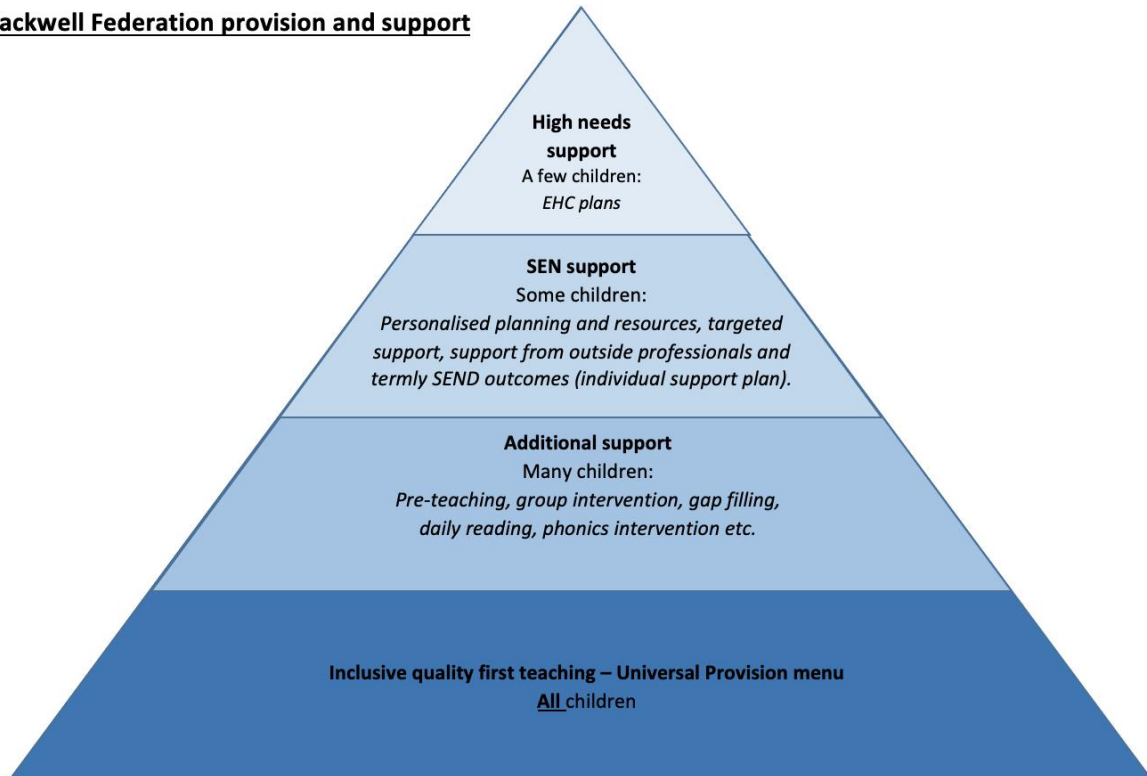 ackwell Federation provision and support
High needs
support
A few children:
EHC plans
SEN support
Some children:
Personalised planning and resources, targeted
support, support from outside professionals and
termly SEND outcomes (individual support plan).
Additional support
Many children:
Pre-teaching, group intervention, gap filling,
daily reading, phonics intervention etc.
Inclusive quality first teaching – Universal Provision menu
All children